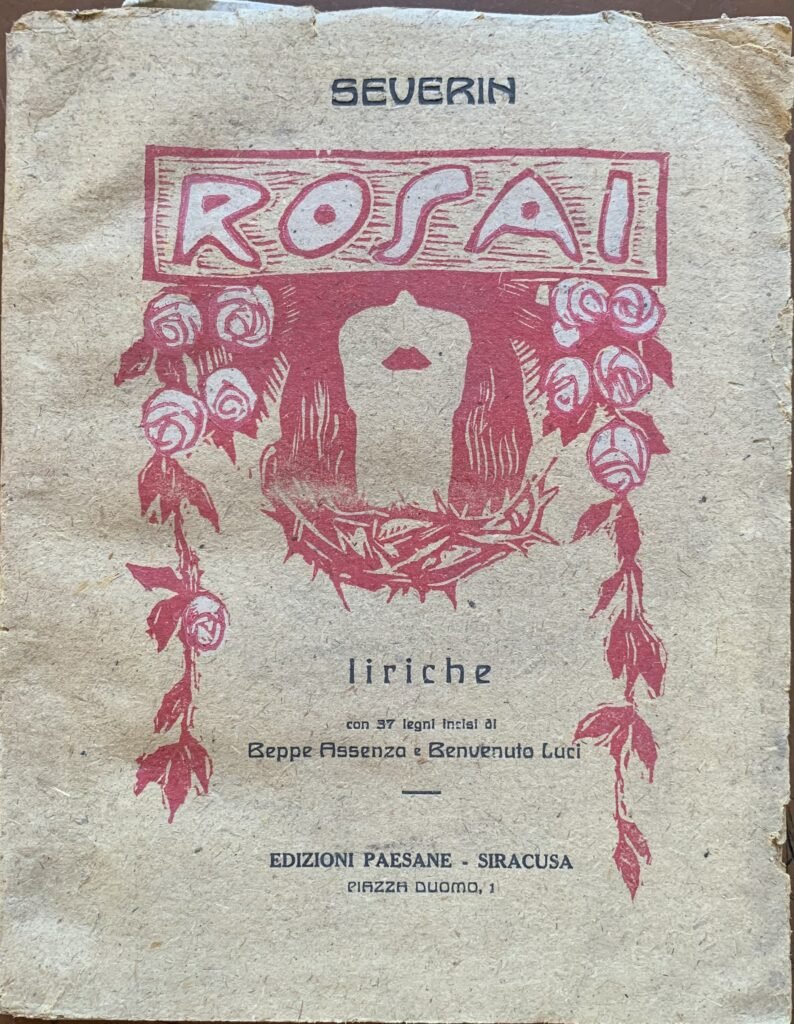 SEVERIN
ROSAI
liriche
con 37 legni incisi di
Beppe Assenza e Benvenuto Luci
EDIZIONI PAESANE - SIRACUSA
PIAZZA DUOMO, 1